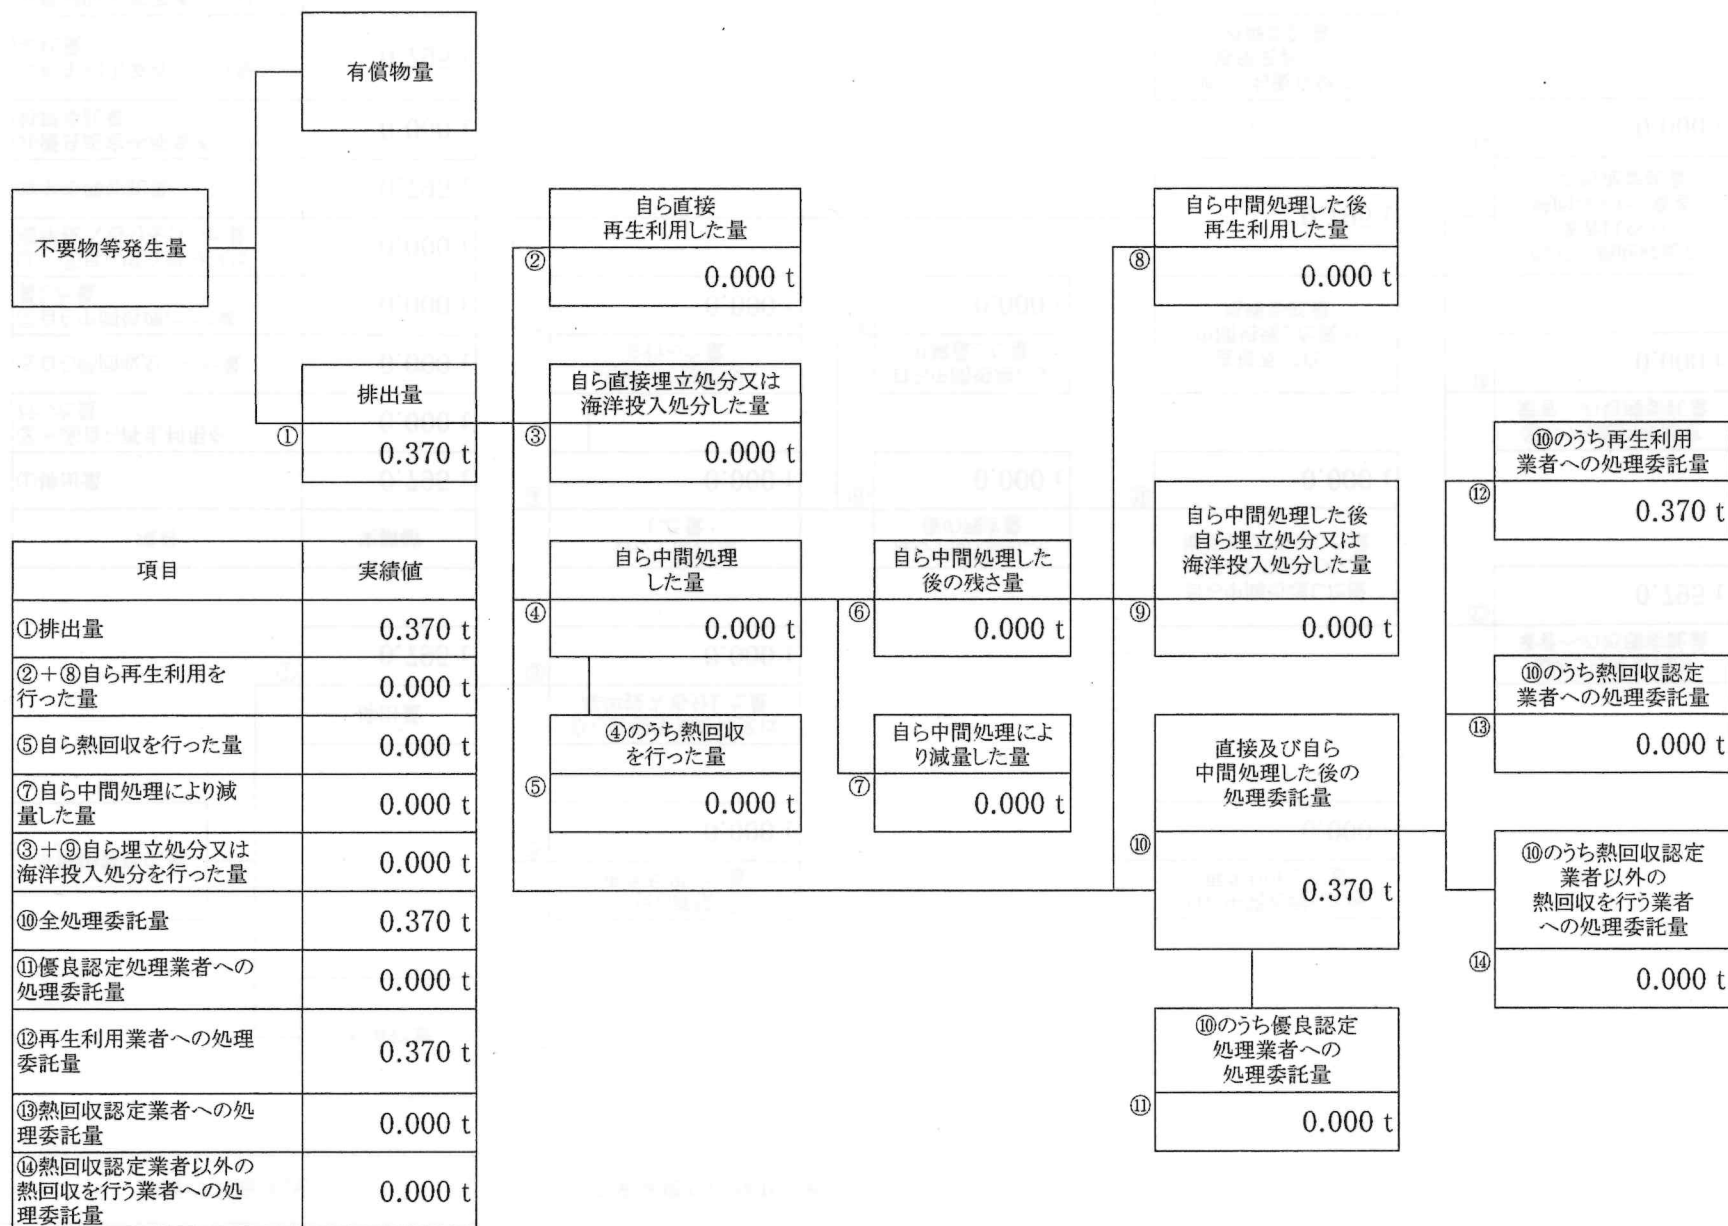 有償物量
不要物等発生量
排出量
①
0.370 t
自ら直接
再生利用した量
②
0.000 t
自ら直接埋立処分又は
海洋投入処分した量
③
0.000 t
自ら中間処理
した量
④
0.000 t
④のうち熱回収
を行った量
⑤
0.000 t
自ら中間処理した
後の残さ量
⑥
0.000 t
自ら中間処理によ
り減量した量
⑦
0.000 t
自ら中間処理した後
再生利用した量
⑧
0.000 t
自ら中間処理した後
自ら埋立処分又は
海洋投入処分した量
⑨
0.000 t
直接及び自ら
中間処理した後の
処理委託量
⑩
0.370 t
⑩のうち優良認定
処理業者への
処理委託量
⑪
0.000 t
⑩のうち再生利用
業者への処理委託量
⑫
0.370 t
⑩のうち熱回収認定
業者への処理委託量
⑬
0.000 t
⑩のうち熱回収認定
業者以外の
熱回収を行う業者
への処理委託量
⑭
0.000 t
項目 実績値
①排出量 0.370 t
②+⑧自ら再生利用を
行った量 0.000 t
⑤自ら熱回収を行った量 0.000 t
⑦自ら中間処理により減
量した量 0.000 t
③+⑨自ら埋立処分又は
海洋投入処分を行った量 0.000 t
⑩全処理委託量 0.370 t
⑪優良認定処理業者への
処理委託量 0.000 t
⑫再生利用業者への処理
委託量 0.370 t
⑬熱回収認定業者への処
理委託量 0.000 t
⑭熱回収認定業者以外の
熱回収を行う業者への処
理委託量 0.000 t